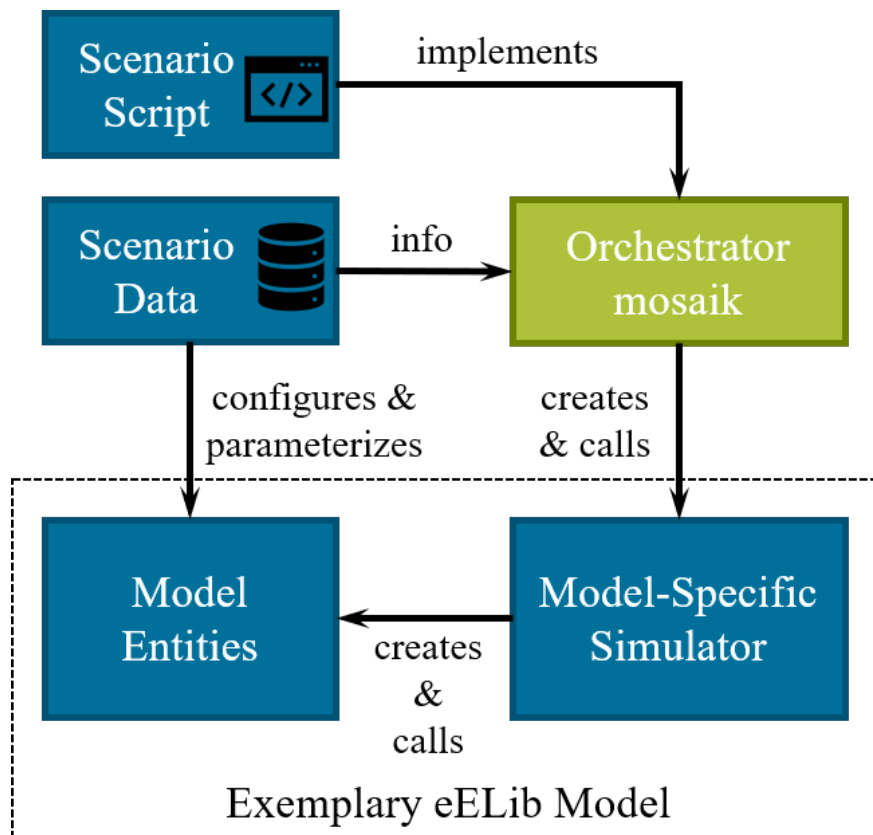 Scenario
Script
</>
implements
Scenario
Data
info
Orchestrator
mosaik
configures &
parameterizes
creates
& calls
Model
Entities
creates
&
calls
Model-Specific
Simulator
Exemplary eELib Model